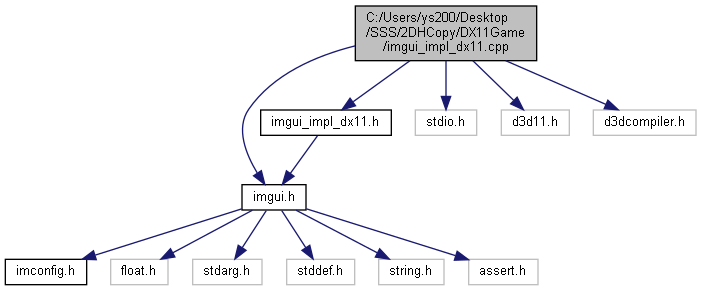 C:/Users/ys200/Desktop
/SSS/2DHCopy/DX11Game
/imgui_impl_dx11.cpp
imgui_impl_dx11.h
stdio.h
d3d11.h
d3dcompiler.h
imgui.h
imconfig.h
float.h
stdarg.h
stddef.h
string.h
assert.h